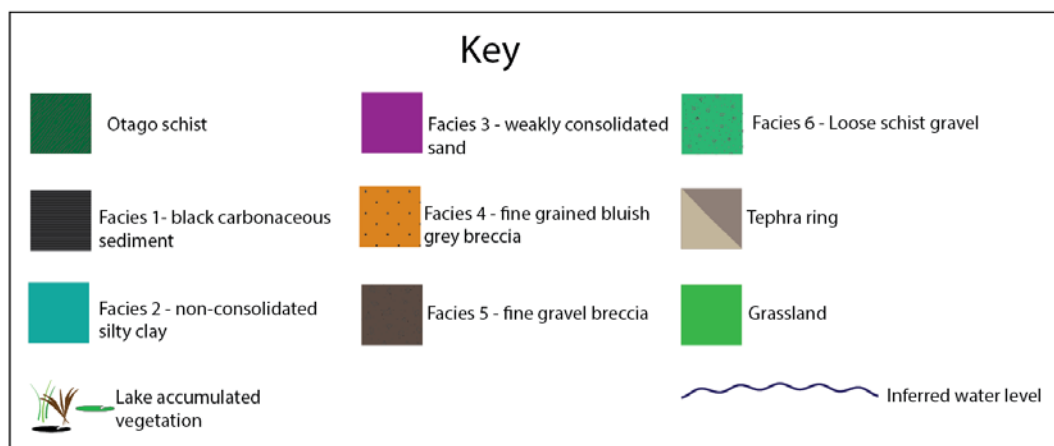 Key
Otago schist
Facies 3 - weakly consolidated
sand
Facies 6 - Loose schist gravel
Facies 1- black carbonaceous
sediment
Facies 4 - fine grained bluish
grey breccia
Tephra ring
Facies 2 - non-consolidated
silty clay
Facies 5 - fine gravel breccia
Grassland
Lake accumulated
vegetation
Inferred water level